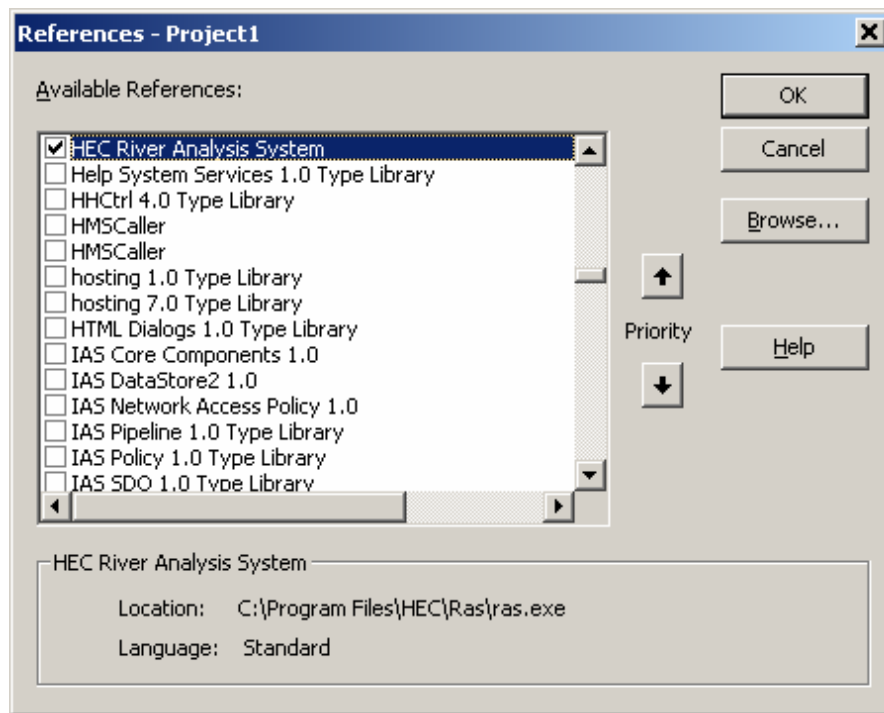 References - Project1
Available References:
HEC River Analysis System
Help System Services 1.0 Type Library
HHCtrl 4.0 Type Library
HMSCaller
HMSCaller
hosting 1.0 Type Library
hosting 7.0 Type Library
HTML Dialogs 1.0 Type Library
IAS Core Components 1.0
IAS DataStore2 1.0
IAS Network Access Policy 1.0
IAS Pipeline 1.0 Type Library
IAS Policy 1.0 Type Library
IAS SDO 1.0 Type Library
OK
Cancel
Browse...
Priority
Help
HEC River Analysis System
Location: C:\Program Files\HEC\Ras\ras.exe
Language: Standard